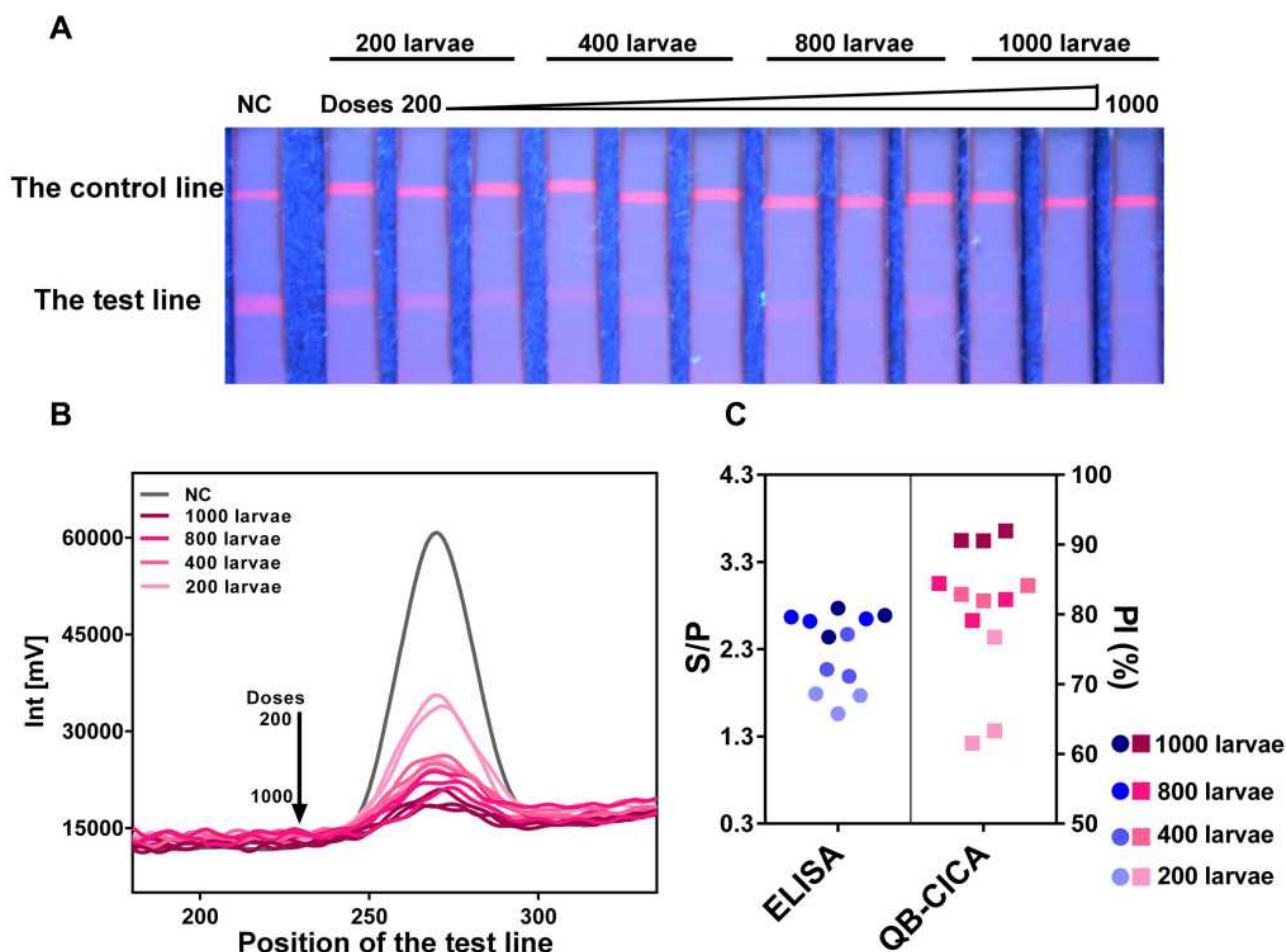 A
200 larvae 400 larvae 800 larvae 1000 larvae
NC Doses 200 1000
The control line
The test line
B
NC
1000 larvae
800 larvae
400 larvae
200 larvae
60000
45000
30000
15000
Int [mV]
Doses
200
1000
200 250 300
Position of the test line
C
4.3
3.3
2.3
1.3
0.3
S/P
100
90
80
70
60
50
PI (%)
ELISA QB-CICA
1000 larvae
800 larvae
400 larvae
200 larvae